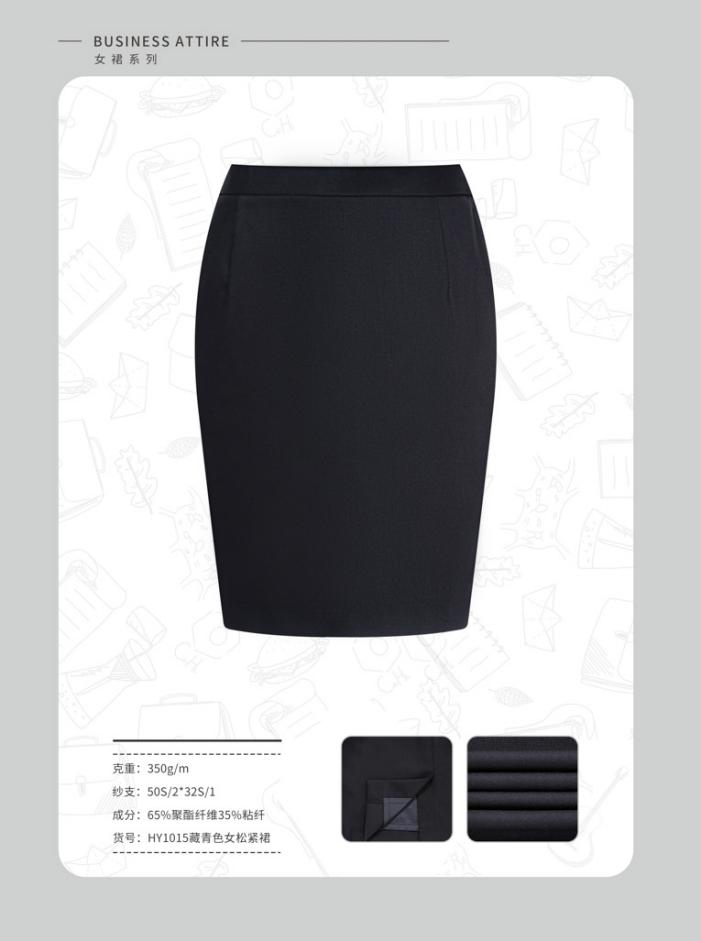 BUSINESS ATTIRE
女裙系列
克重：350g/m
纱支：50S/2*32S/1
成分：65%聚酯纤维35%粘纤
货号：HY1015藏青色女松紧裙